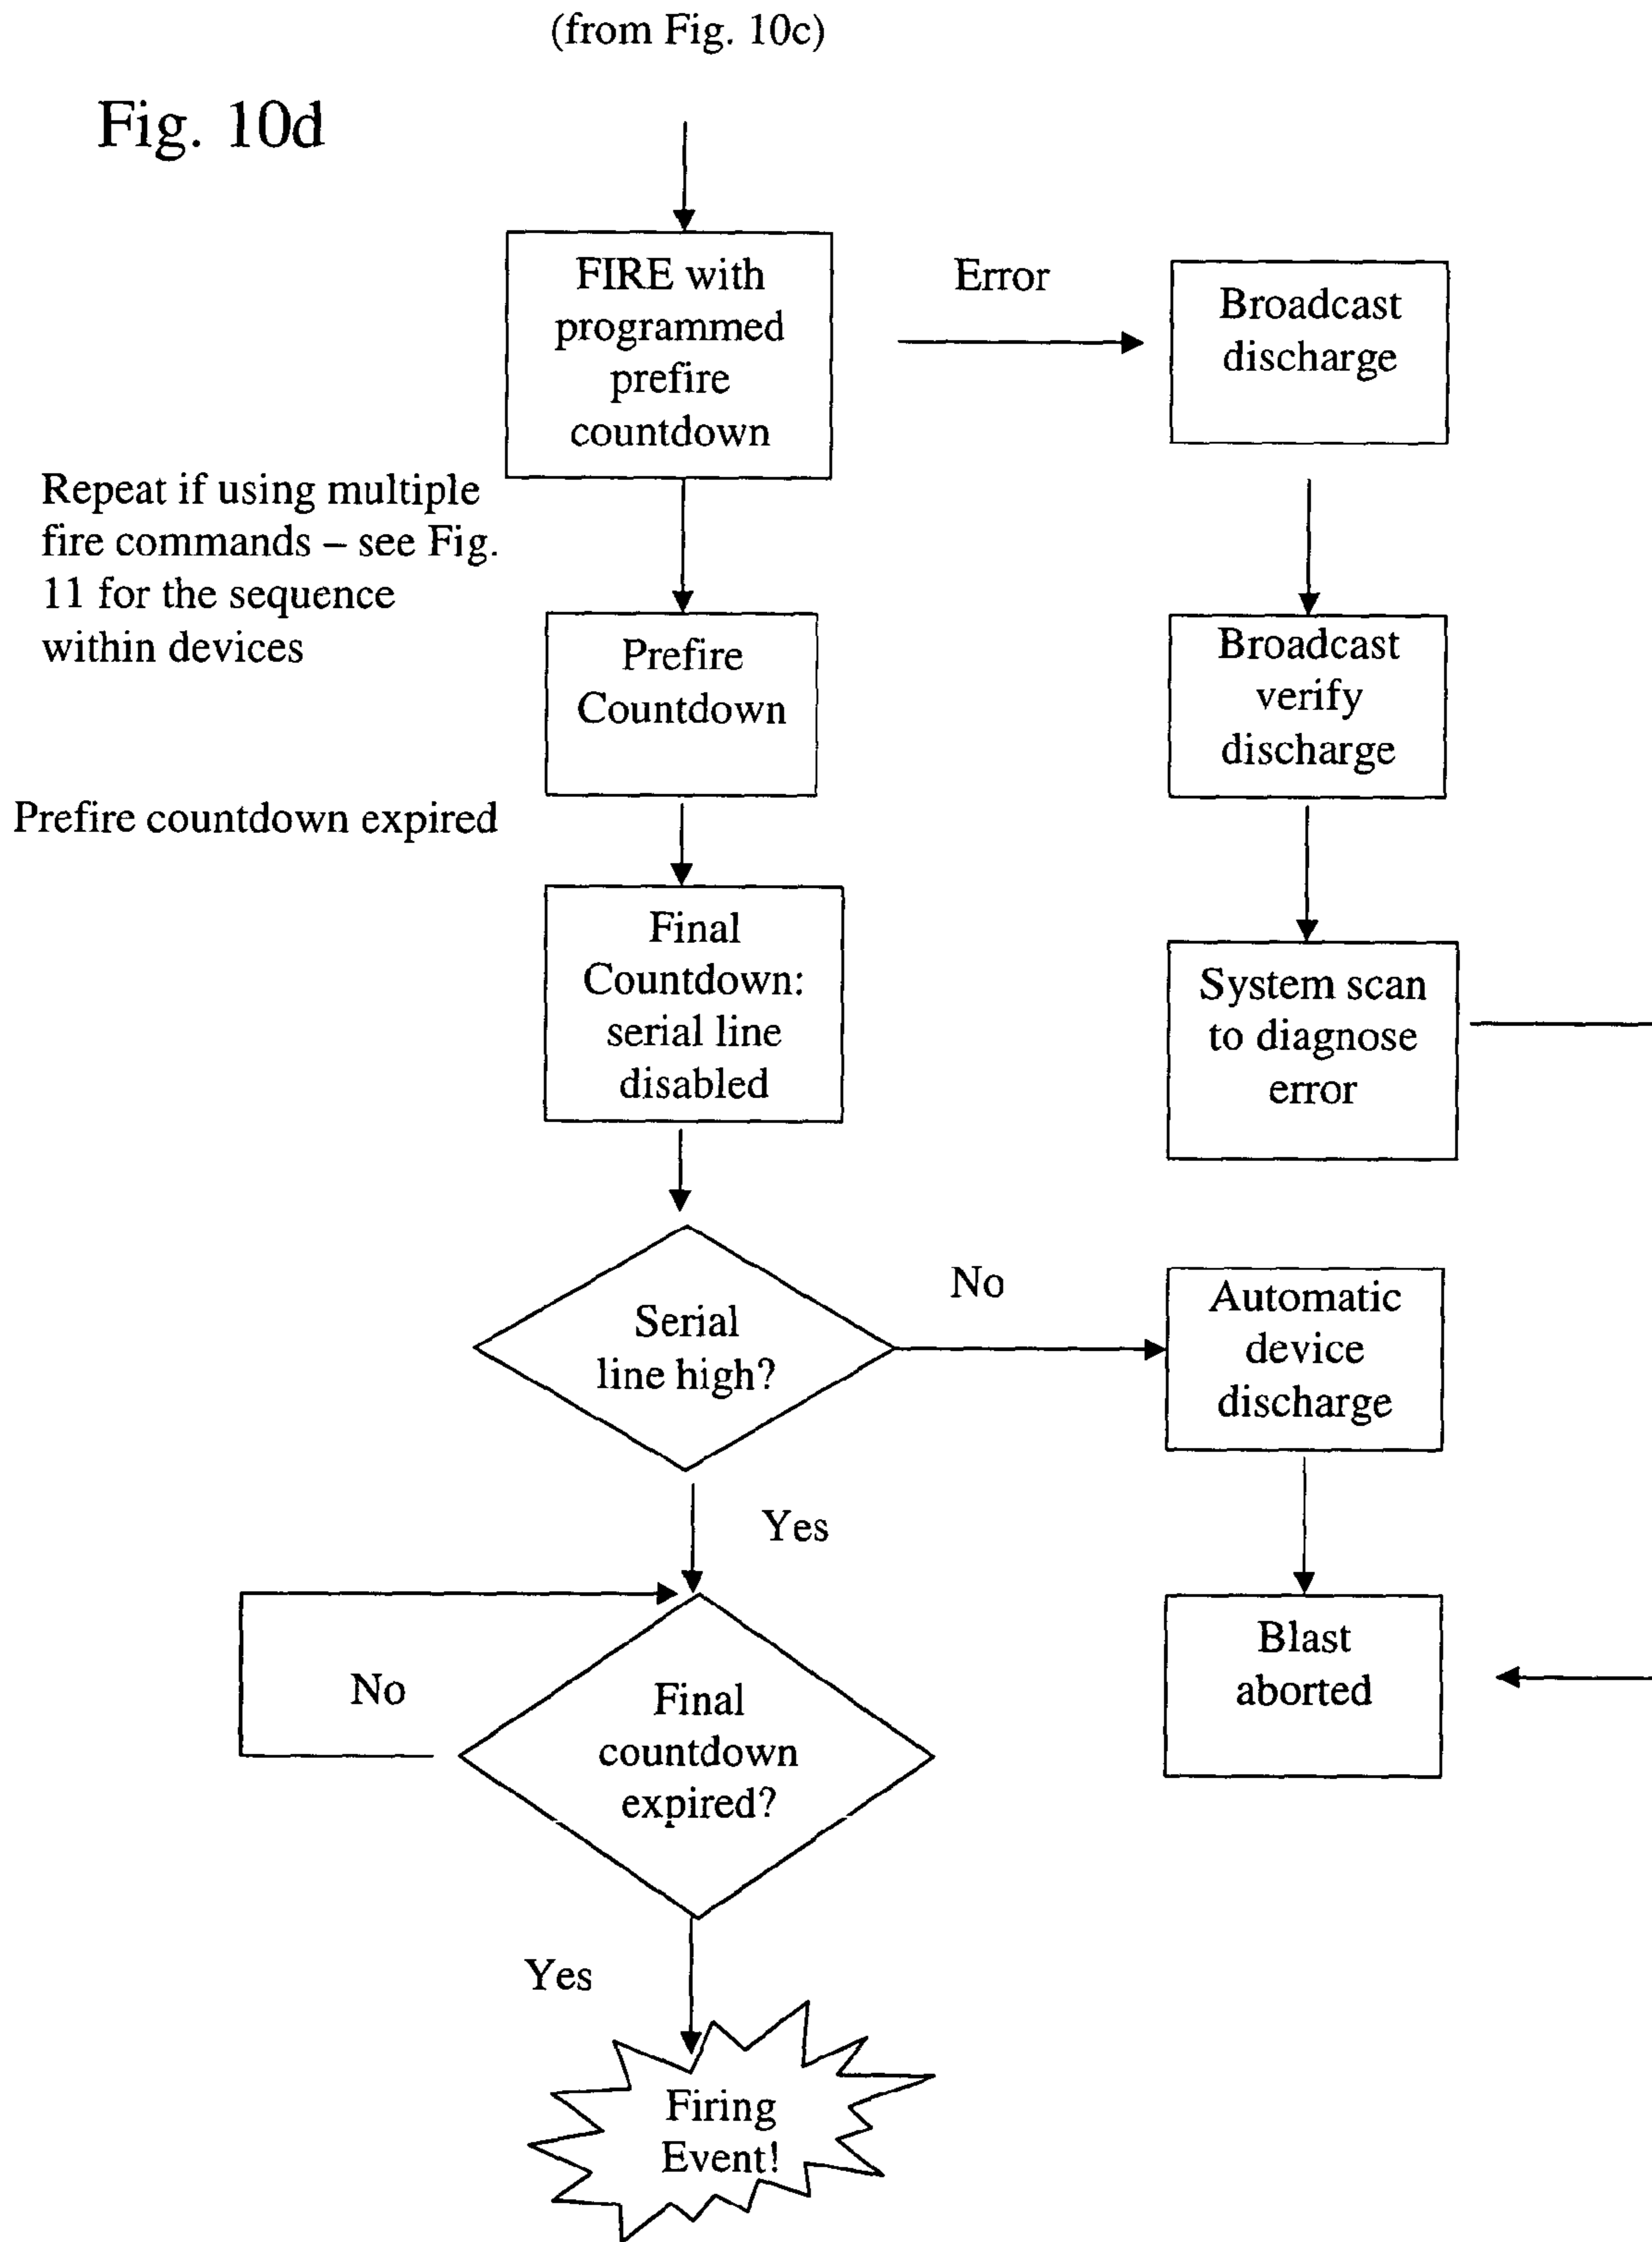 (from Fig. 10c)
Fig. 10d
FIRE with
programmed
prefire
countdown
Error
Broadcast
discharge
Repeat if using multiple
fire commands – see Fig.
11 for the sequence
within devices
Prefire
Countdown
Broadcast
verify
discharge
Prefire countdown expired
Final
Countdown:
serial line
disabled
System scan
to diagnose
error
Serial
line high?
No
Automatic
device
discharge
Yes
Blast
aborted
No
Final
countdown
expired?
Yes
Firing
Event!